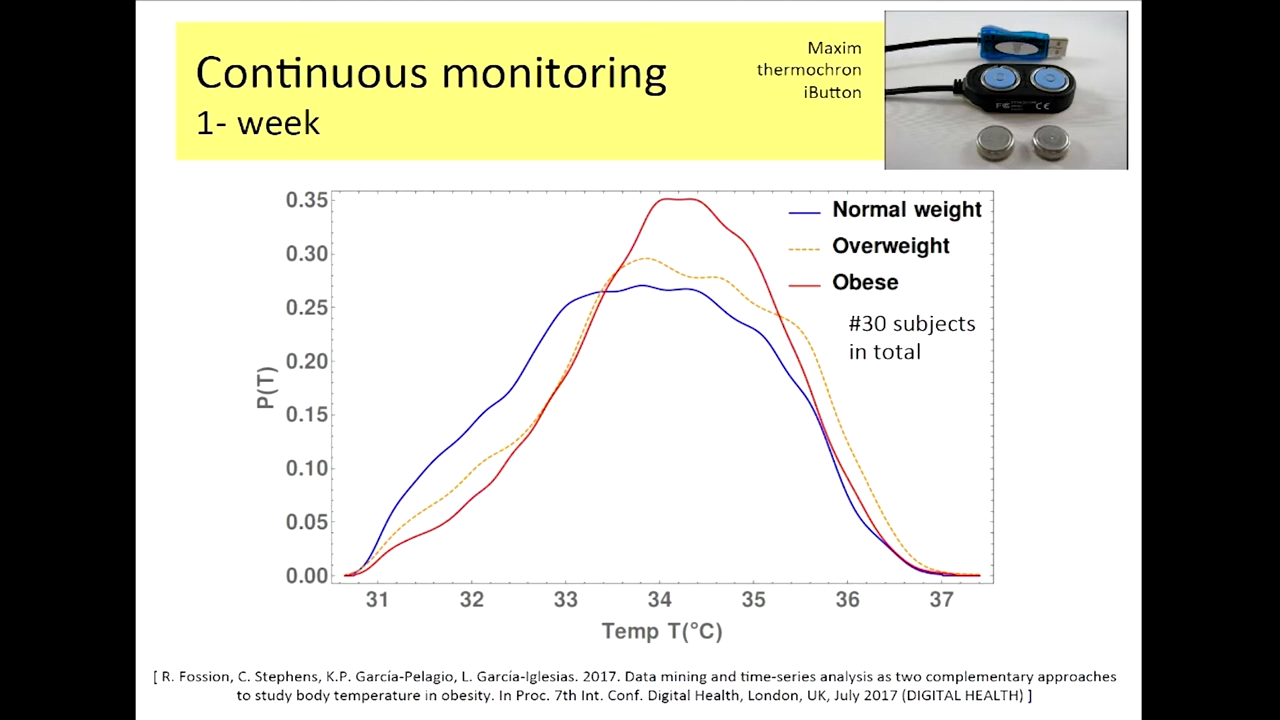 Continuous monitoring
1- week
Maxim
thermochron
iButton
FC CE
0.35
0.30
0.25
0.20
0.15
0.10
0.05
0.00
P(T)
31 32 33 34 35 36 37
Temp T(°C)
Normal weight
Overweight
Obese
#30 subjects
in total
[ R. Fossion, C. Stephens, K.P. García-Pelagio, L. García-Iglesias. 2017. Data mining and time-series analysis as two complementary approaches
to study body temperature in obesity. In Proc. 7th Int. Conf. Digital Health, London, UK, July 2017 (DIGITAL HEALTH) ]